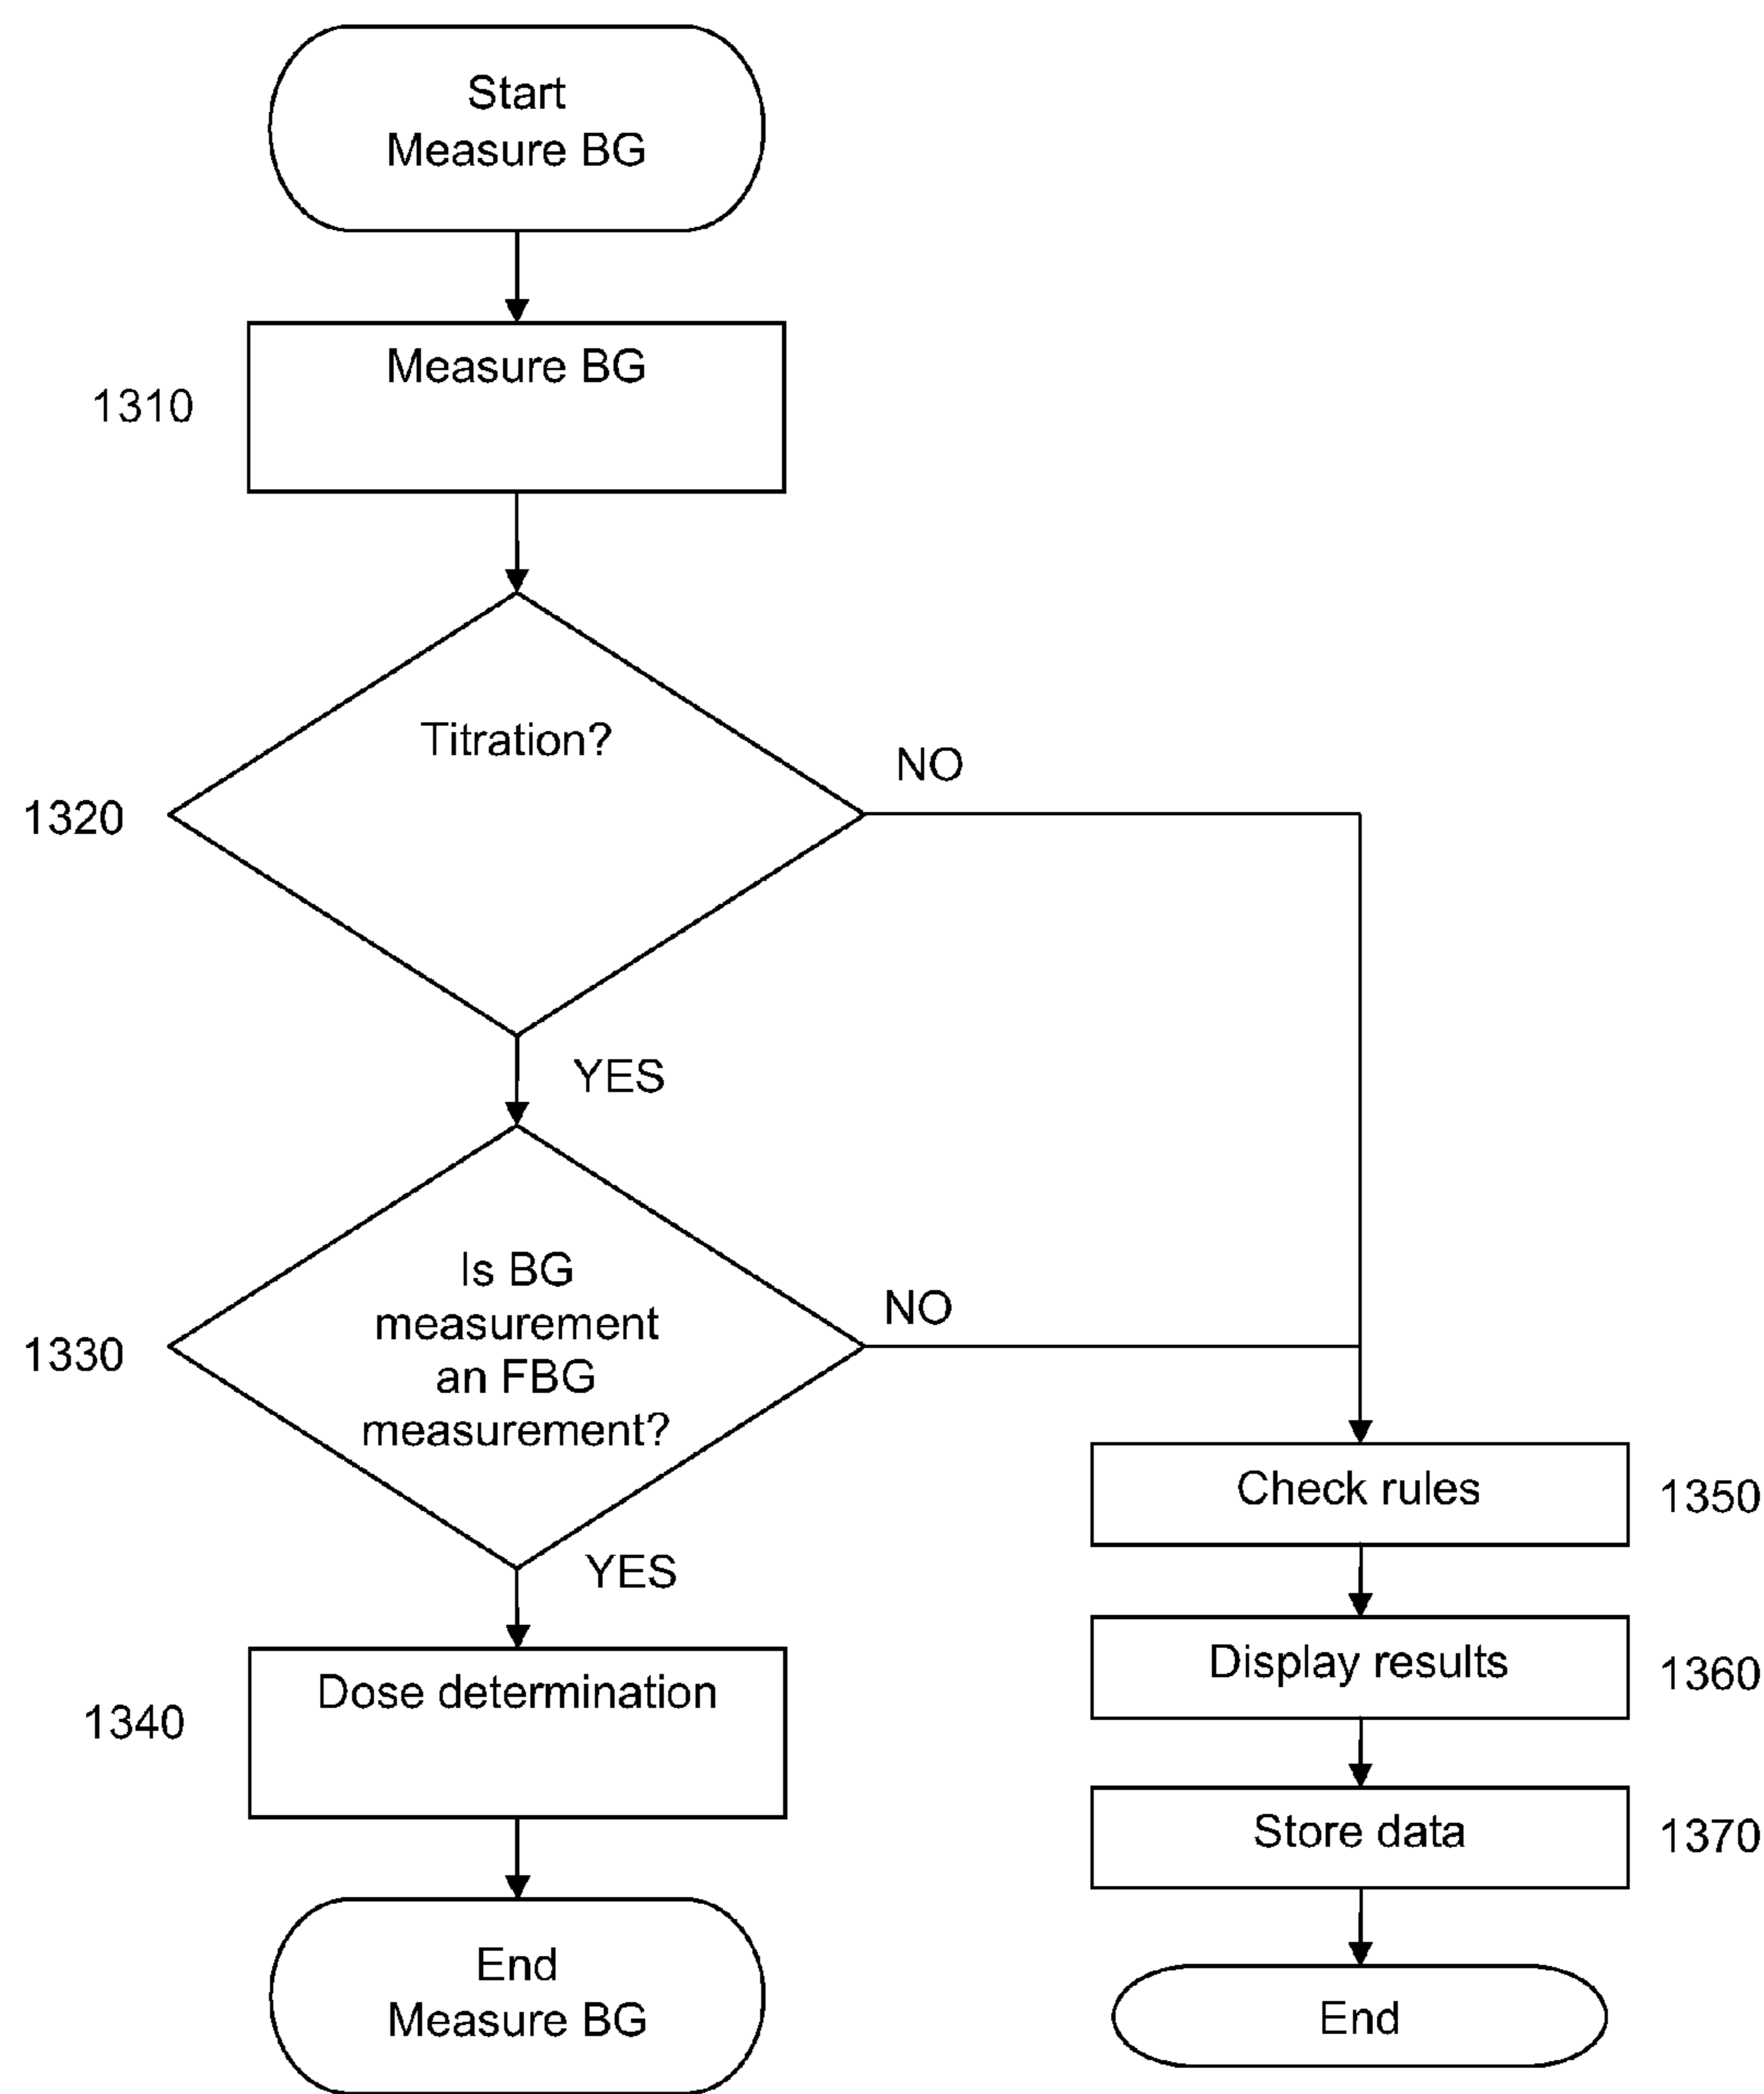 Start
Measure BG
Measure BG
1310
Titration?
NO
1320
YES
Is BG
measurement
an FBG
measurement?
NO
1330
YES
Dose determination
1340
End
Measure BG
Check rules
1350
Display results
1360
Store data
1370
End